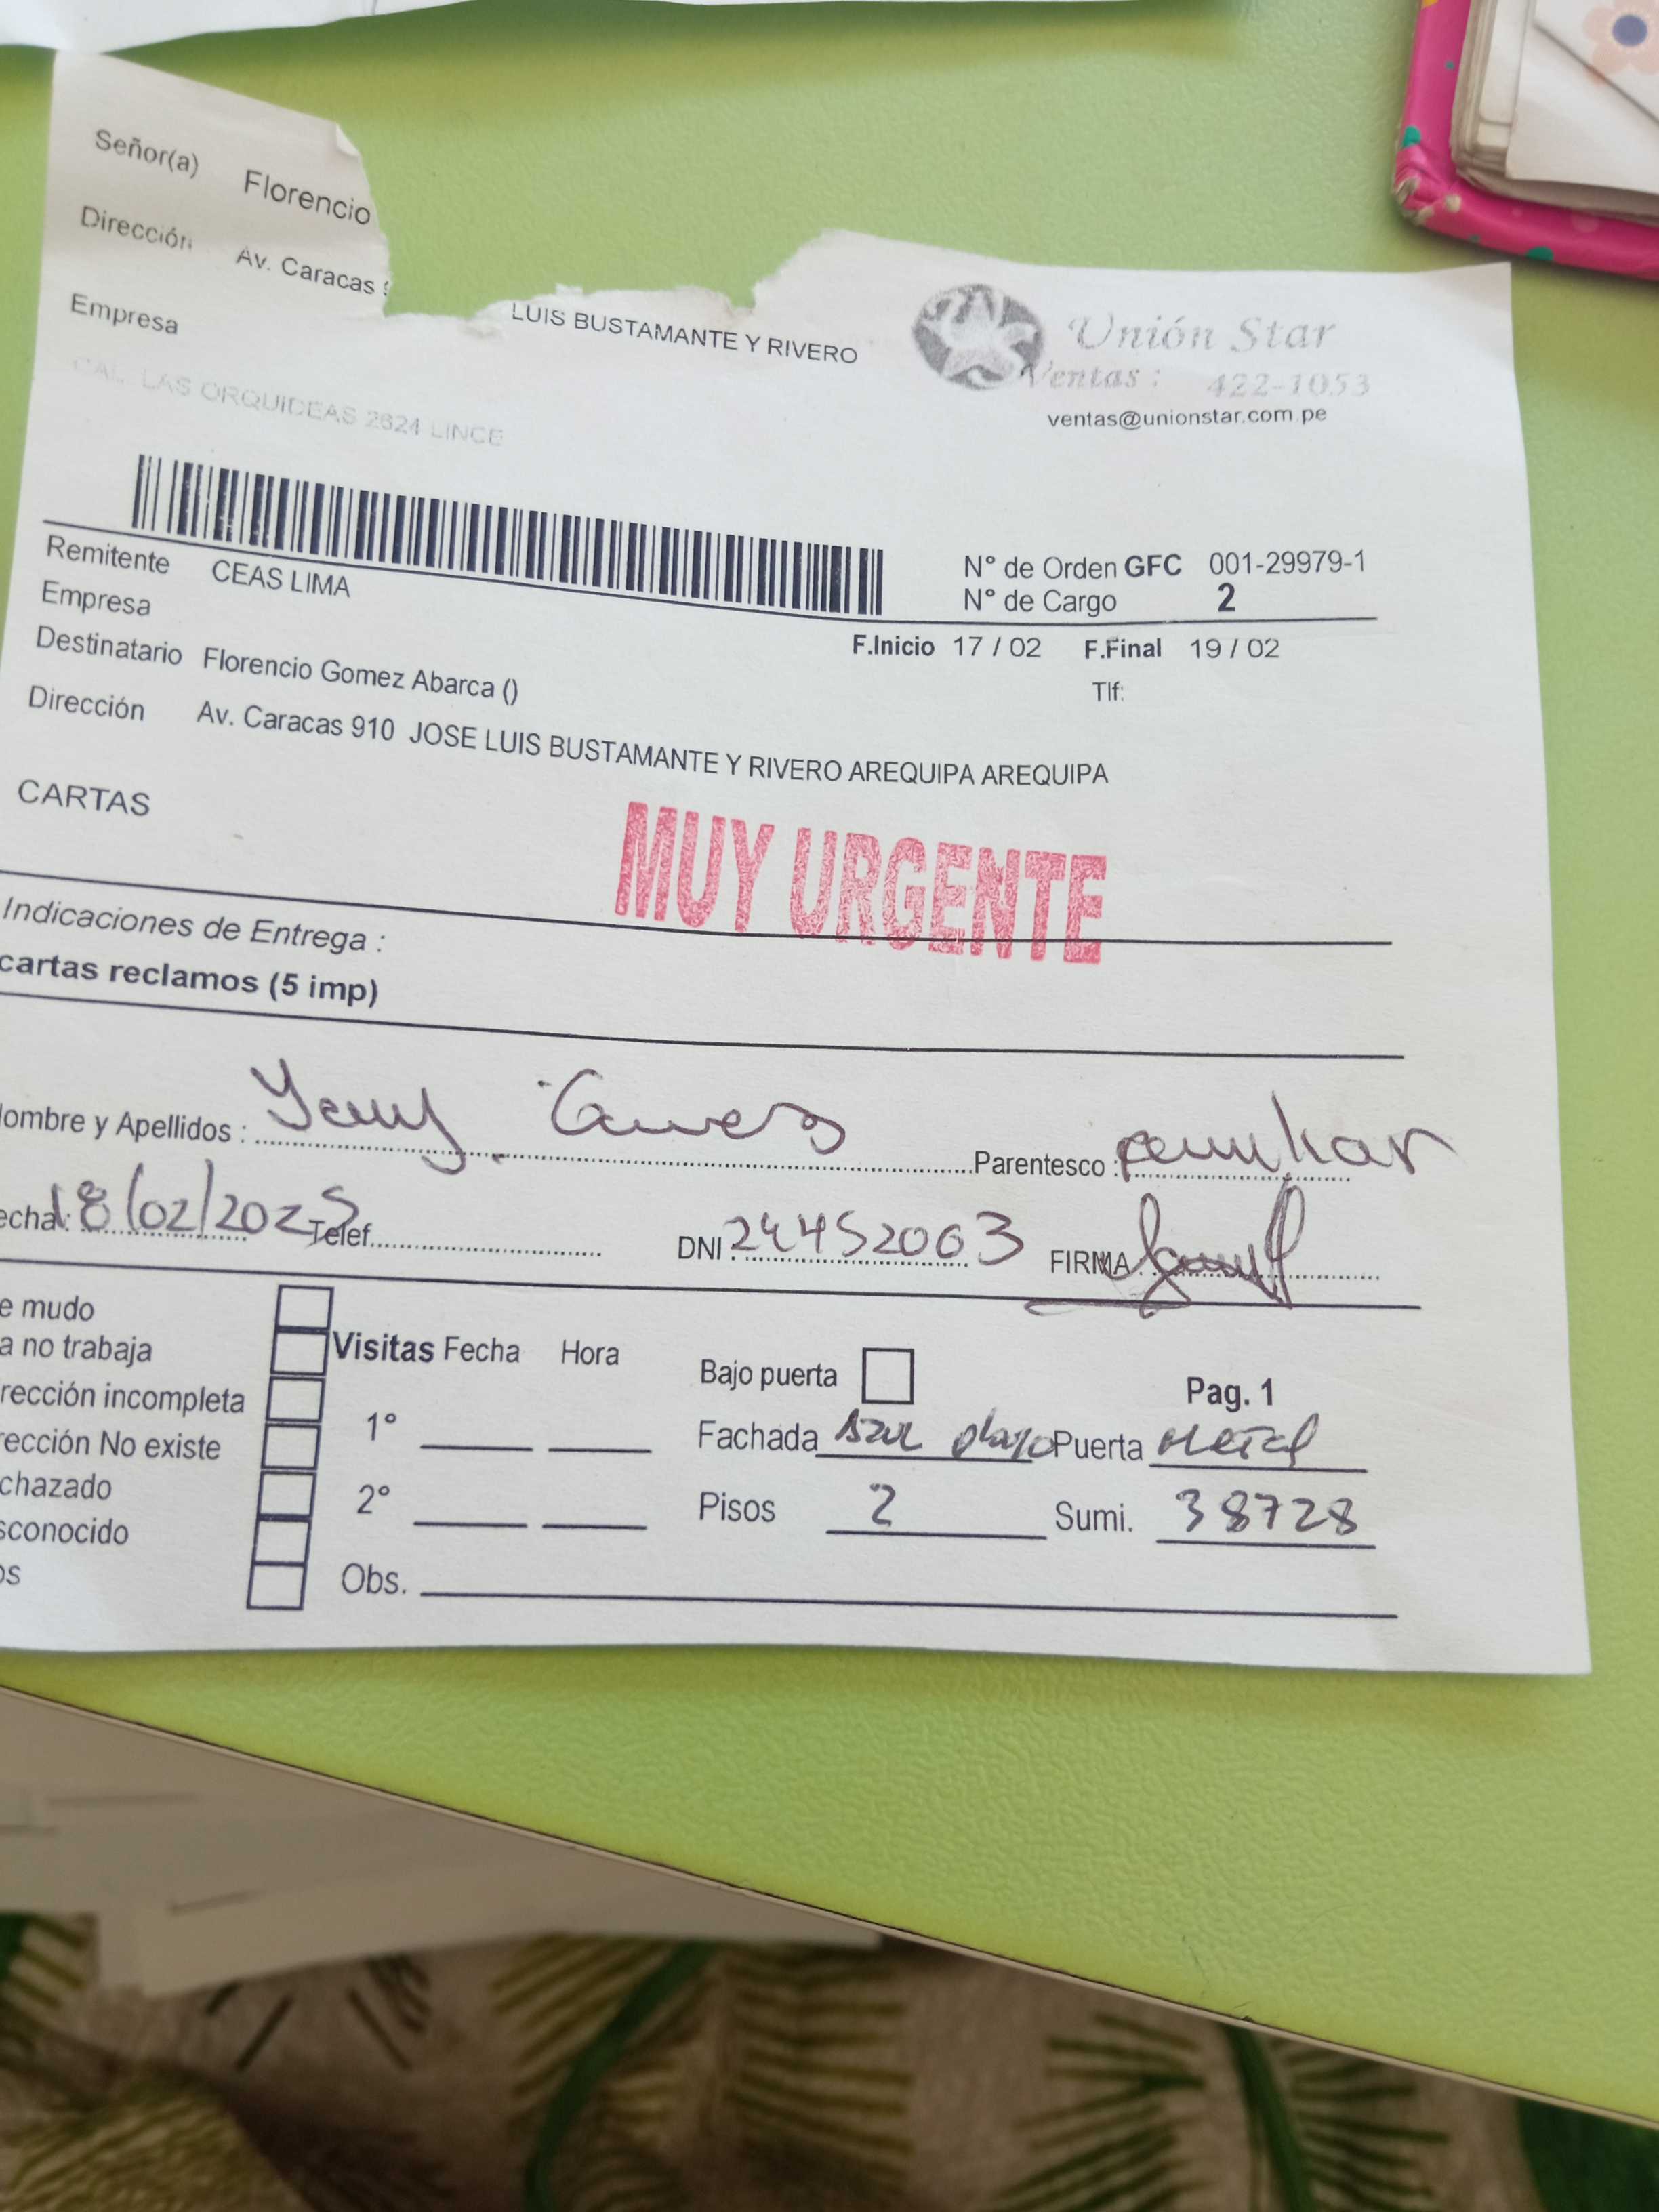 Señor(a) Florencio
Dirección Av. Caracas
Empresa LUIS BUSTAMANTE Y RIVERO
CAL. LAS ORQUIDEAS 2624 LINCE
Unión Star
Ventas : 422-1053
ventas@unionstar.com.pe
N° de Orden GFC 001-29979-1
N° de Cargo 2
Remitente CEAS LIMA
Empresa
F.Inicio 17 / 02 F.Final 19 / 02
Destinatario Florencio Gomez Abarca ()
Tlf:
Dirección Av. Caracas 910 JOSE LUIS BUSTAMANTE Y RIVERO AREQUIPA AREQUIPA
CARTAS
MUY URGENTE
Indicaciones de Entrega :
cartas reclamos (5 imp)
ombre y Apellidos : Parentesco : familiar
echa: 18/02/2025 Telef. DNI: 24452063 FIRMA
e mudo
a no trabaja
rección incompleta
rección No existe
chazado
sconocido
os
Visitas Fecha Hora
1°
2°
Obs.
Bajo puerta
Pag. 1
Fachada Azul Puerta Metal
Pisos 2 Sumi. 38728